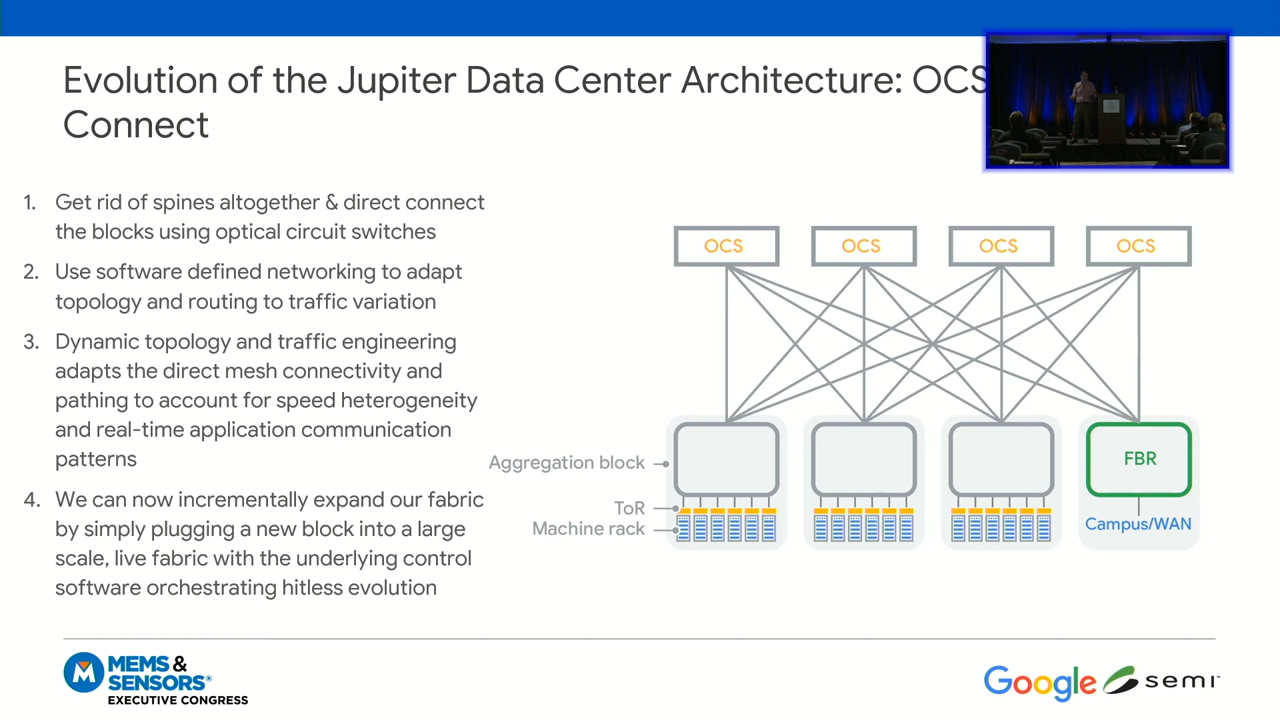 Evolution of the Jupiter Data Center Architecture: OCS
Connect
1. Get rid of spines altogether & direct connect
the blocks using optical circuit switches
2. Use software defined networking to adapt
topology and routing to traffic variation
3. Dynamic topology and traffic engineering
adapts the direct mesh connectivity and
pathing to account for speed heterogeneity
and real-time application communication
patterns
4. We can now incrementally expand our fabric
by simply plugging a new block into a large
scale, live fabric with the underlying control
software orchestrating hitless evolution
OCS OCS OCS OCS
Aggregation block
FBR
ToR
Machine rack
Campus/WAN
MEMS &
SENSORS®
EXECUTIVE CONGRESS
Google semi™